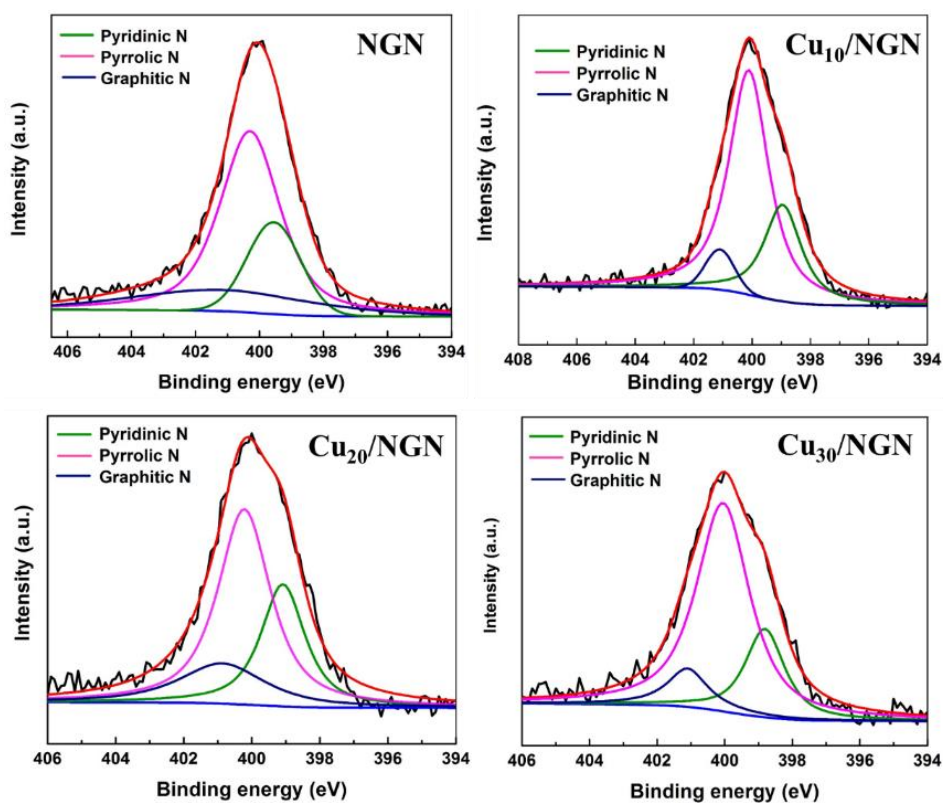 NGN
Pyridinic N
Pyrrolic N
Graphitic N
Intensity (a.u.)
406 404 402 400 398 396 394
Binding energy (eV)
Cu10/NGN
Pyridinic N
Pyrrolic N
Graphitic N
Intensity (a.u.)
408 406 404 402 400 398 396 394
Binding energy (eV)
Cu20/NGN
Pyridinic N
Pyrrolic N
Graphitic N
Intensity (a.u.)
406 404 402 400 398 396 394
Binding energy (eV)
Cu30/NGN
Pyridinic N
Pyrrolic N
Graphitic N
Intensity (a.u.)
406 404 402 400 398 396 394
Binding energy (eV)